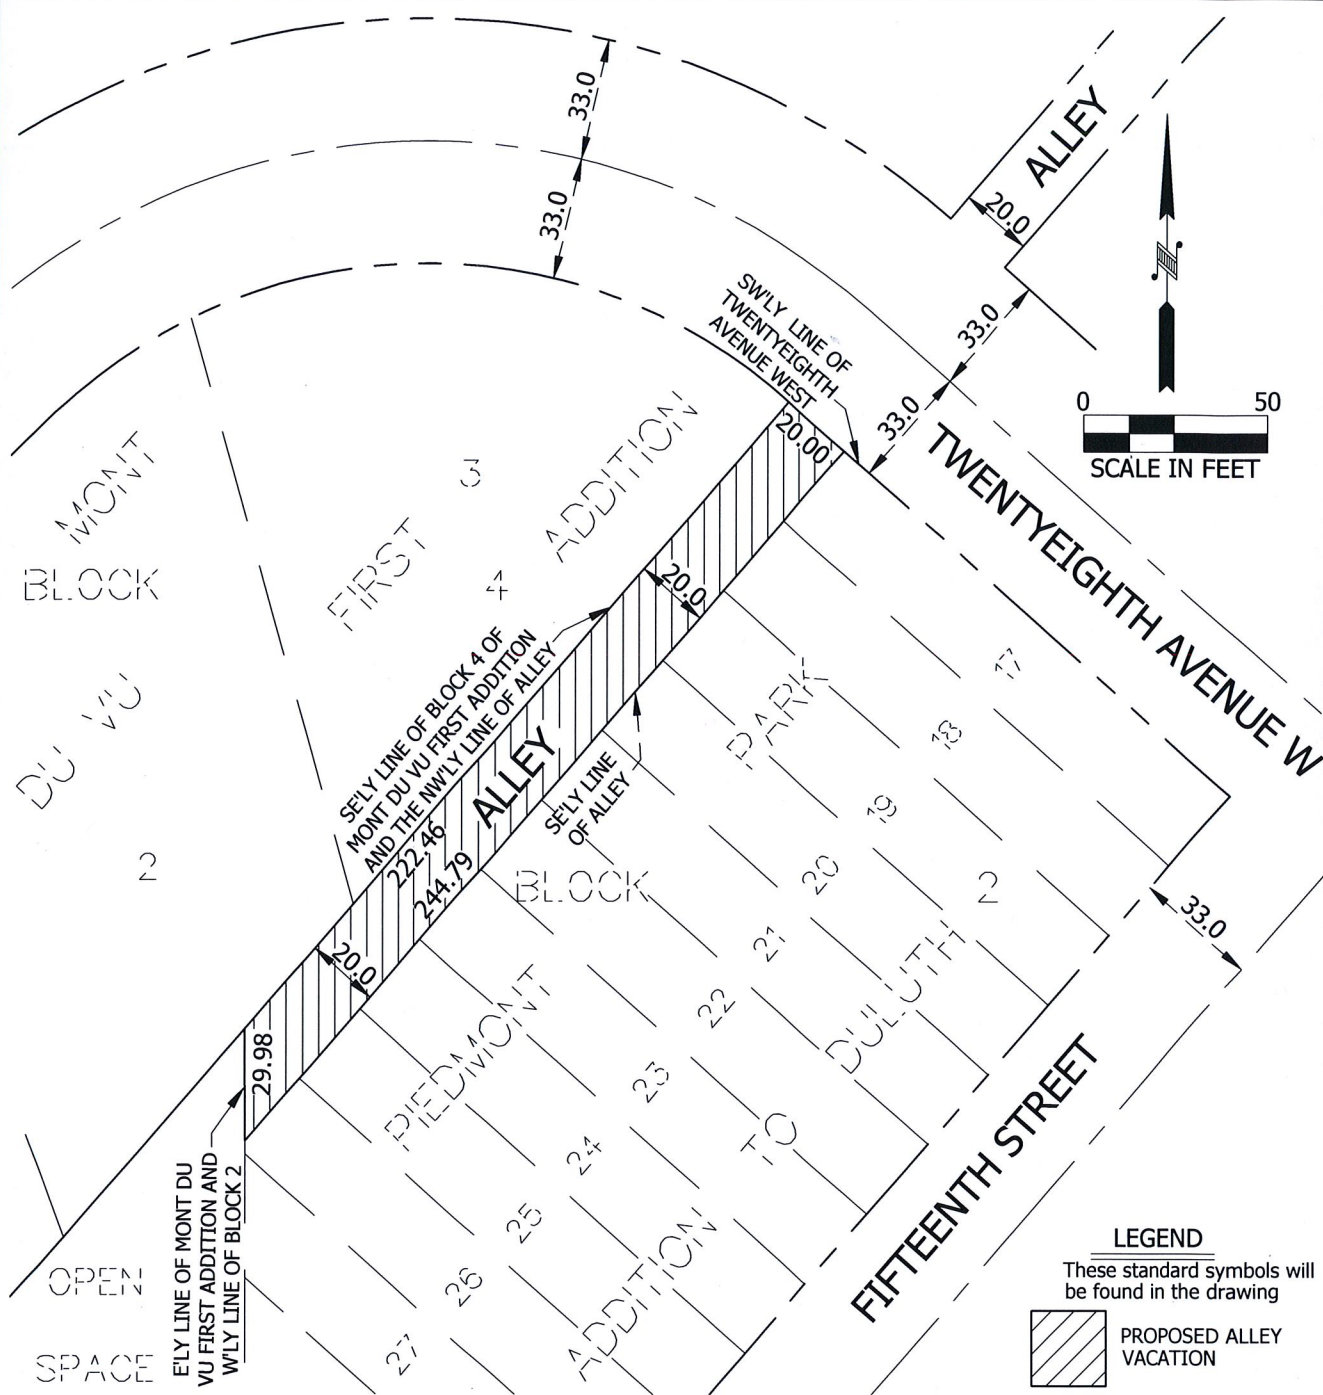 33.0
33.0
ALLEY
20.0
33.0
33.0
SW'LY LINE OF
TWENTYEIGHTH
AVENUE WEST
0 50
SCALE IN FEET
20.00
TWENTYEIGHTH AVENUE W
MONT
DU VU
FIRST
ADDITION
BLOCK
3
4
2
20.0
SE'LY LINE OF BLOCK 4 OF
MONT DU VU FIRST ADDITION
AND THE NW'LY LINE OF ALLEY
ALLEY
222.46
244.79
SE'LY LINE
OF ALLEY
20.0
29.98
PIEDMONT
PARK
ADDITION
TO
DULUTH
BLOCK
2
17
18
19
20
21
22
23
24
25
26
27
33.0
FIFTEENTH STREET
E'LY LINE OF MONT DU
VU FIRST ADDITION AND
W'LY LINE OF BLOCK 2
OPEN
SPACE
LEGEND
These standard symbols will
be found in the drawing
PROPOSED ALLEY
VACATION